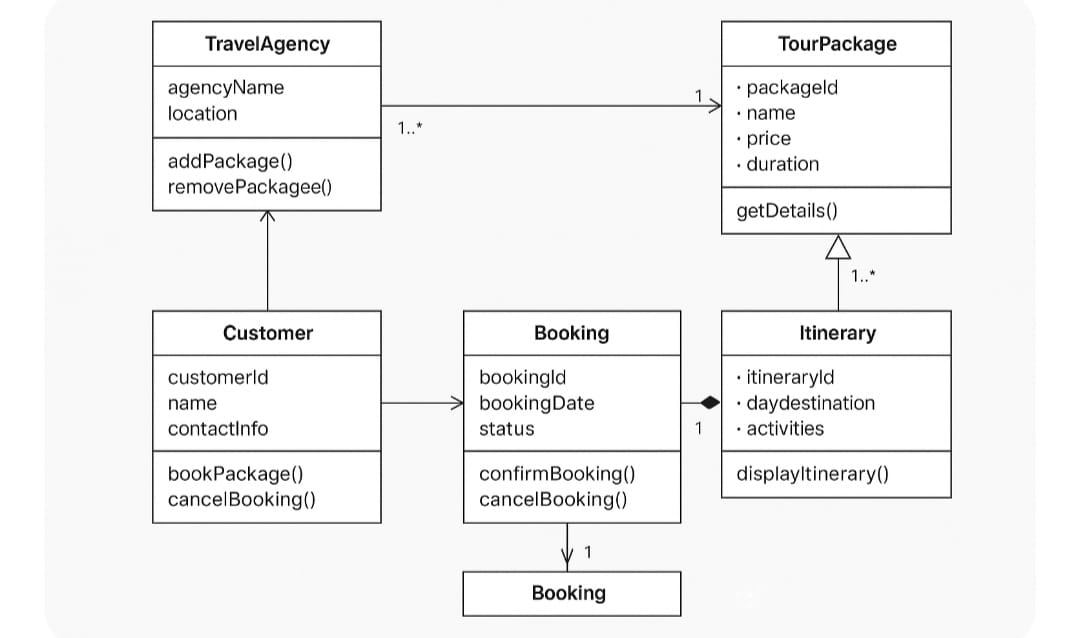 TravelAgency
agencyName
location
addPackage()
removePackagee()
1..*
1
TourPackage
· packageId
· name
· price
· duration
getDetails()
1..*
Customer
customerId
name
contactInfo
bookPackage()
cancelBooking()
Booking
bookingId
bookingDate
status
confirmBooking()
cancelBooking()
1
Itinerary
· itineraryId
· daydestination
· activities
displayItinerary()
1
Booking